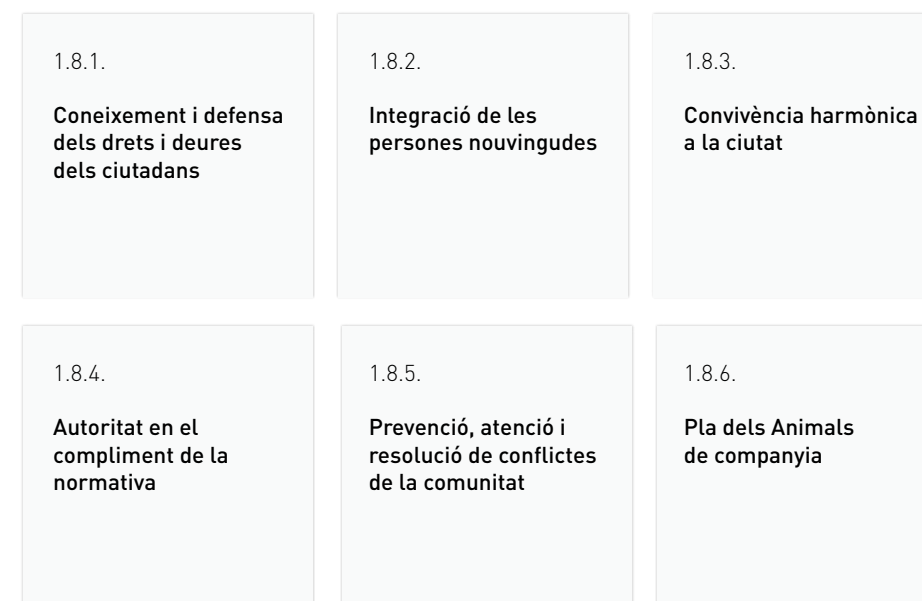 1.8.1.
Coneixement i defensa
dels drets i deures
dels ciutadans
1.8.2.
Integració de les
persones nouvingudes
1.8.3.
Convivència harmònica
a la ciutat
1.8.4.
Autoritat en el
compliment de la
normativa
1.8.5.
Prevenció, atenció i
resolució de conflictes
de la comunitat
1.8.6.
Pla dels Animals
de companyia